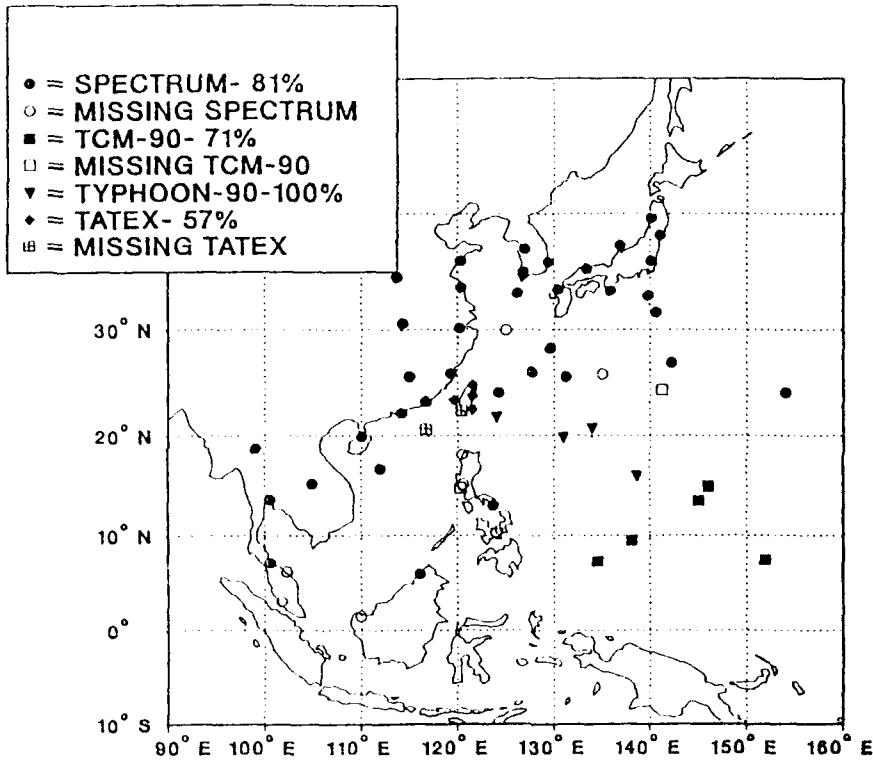 ● = SPECTRUM- 81%
○ = MISSING SPECTRUM
■ = TCM-90- 71%
□ = MISSING TCM-90
▼ = TYPHOON-90-100%
◆ = TATEX- 57%
⊞ = MISSING TATEX
30° N
20° N
10° N
0°
10° S
90° E 100° E 110° E 120° E 130° E 140° E 150° E 160° E